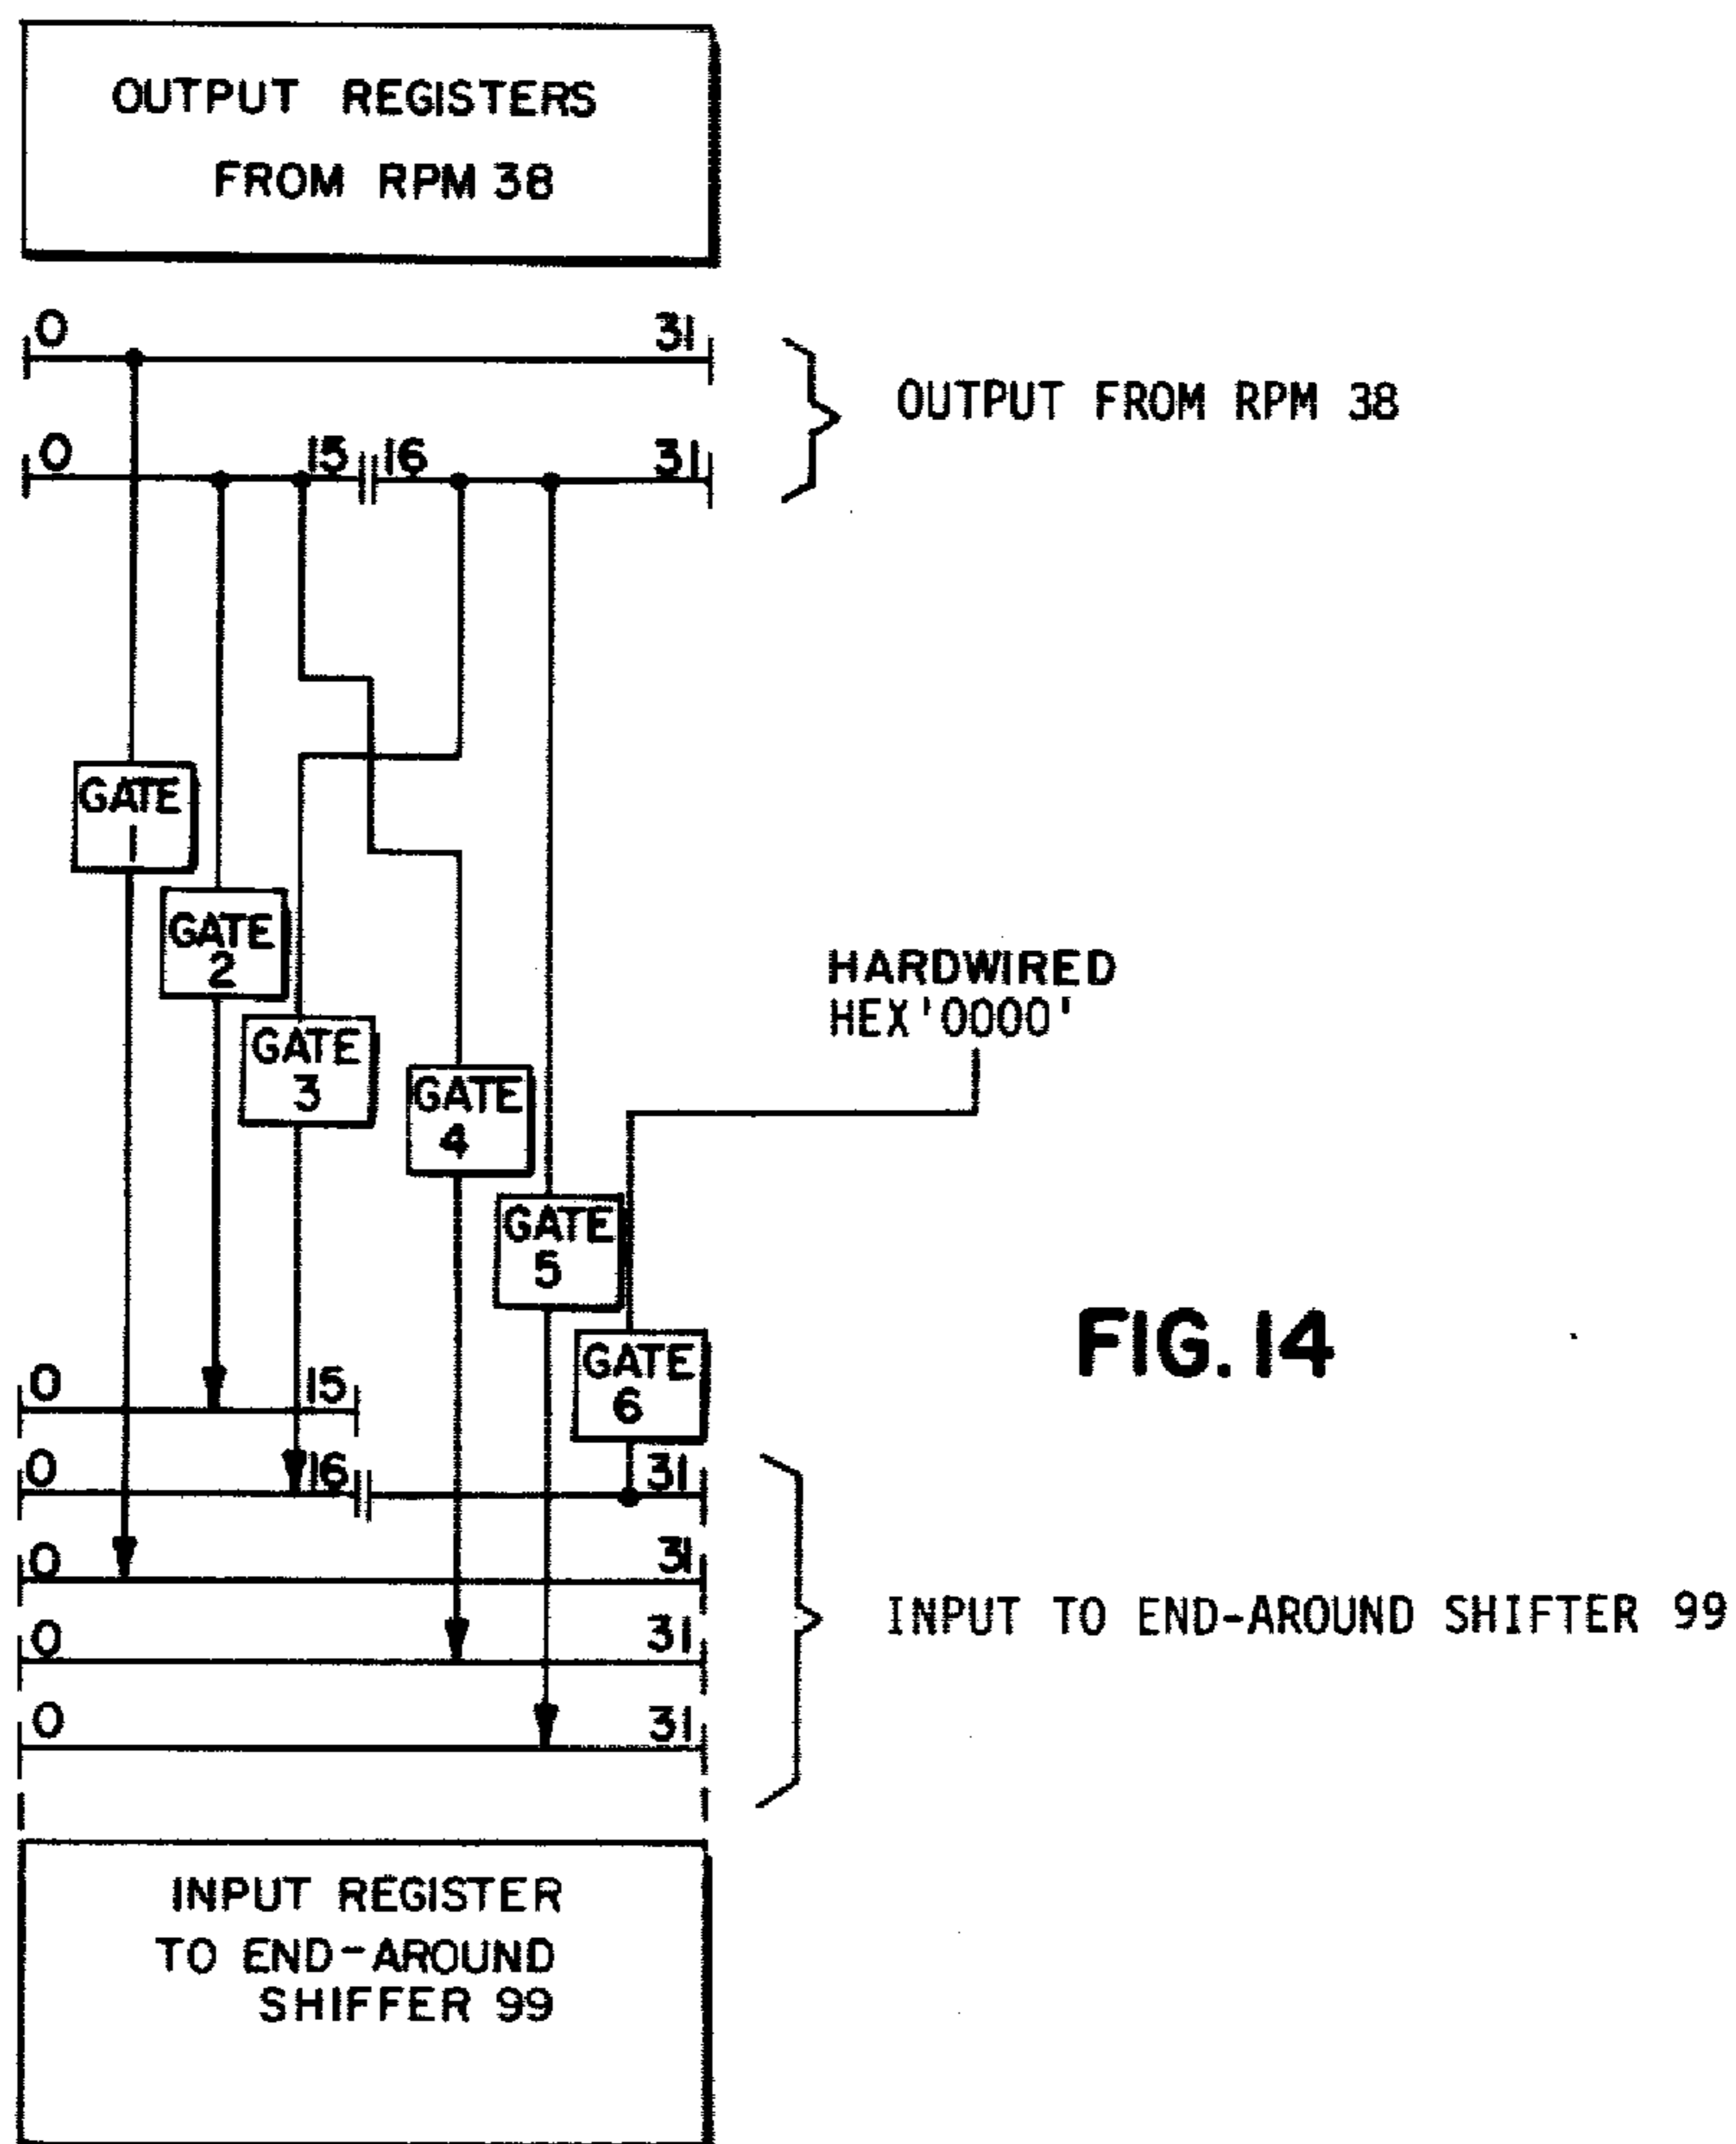 OUTPUT REGISTERS
FROM RPM 38
0 31
OUTPUT FROM RPM 38
0 15 16 31
GATE
1
GATE
2
GATE
3
GATE
4
GATE
5
GATE
6
HARDWIRED
HEX'0000'
FIG. 14
0 15
0 16 31
0 31
0 31
0 31
INPUT TO END-AROUND SHIFTER 99
INPUT REGISTER
TO END-AROUND
SHIFFER 99